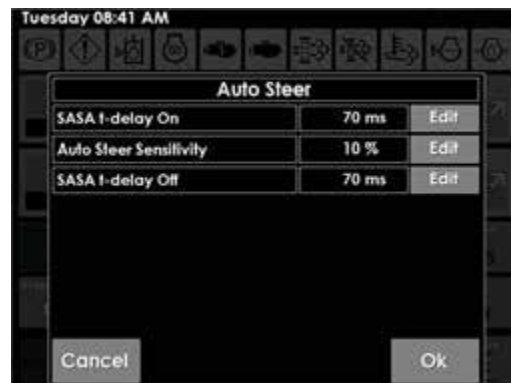 Tuesday 08:41 AM
Auto Steer
SASA t-delay On 70 ms Edit
Auto Steer Sensitivity 10 % Edit
SASA t-delay Off 70 ms Edit
Cancel Ok